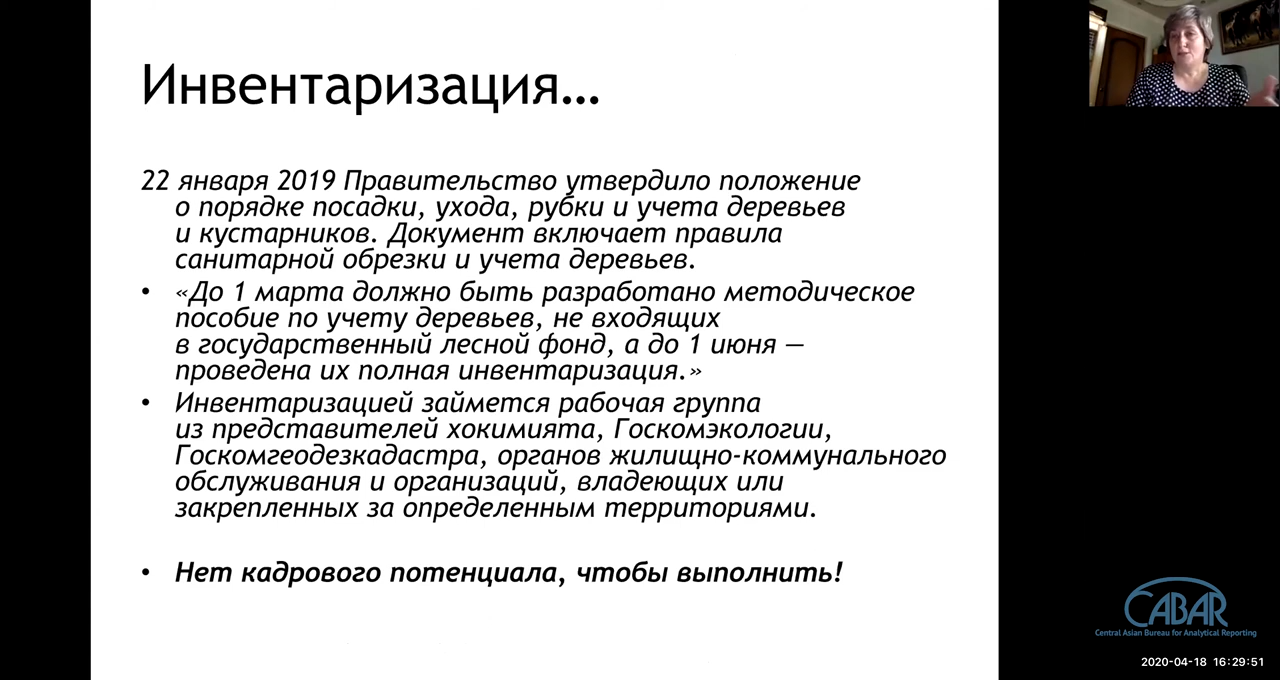 Инвентаризация...
22 января 2019 Правительство утвердило положение
о порядке посадки, ухода, рубки и учета деревьев
и кустарников. Документ включает правила
санитарной обрезки и учета деревьев.
• «До 1 марта должно быть разработано методическое
пособие по учету деревьев, не входящих
в государственный лесной фонд, а до 1 июня —
проведена их полная инвентаризация.»
• Инвентаризацией займется рабочая группа
из представителей хокимията, Госкомэкологии,
Госкомгеодезкадастра, органов жилищно-коммунального
обслуживания и организаций, владеющих или
закрепленных за определенным территориями.
• Нет кадрового потенциала, чтобы выполнить!
CABAR
Central Asian Bureau for Analytical Reporting
2020-04-18 16:29:51